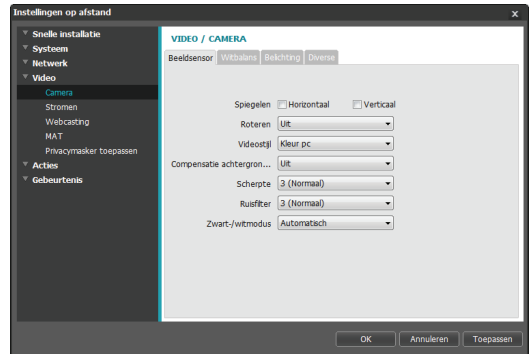 Instellingen op afstand
x
Snelle installatie
Systeem
Netwerk
Video
Camera
Stromen
Webcasting
MAT
Privacymasker toepassen
Acties
Gebeurtenis
VIDEO / CAMERA
Beeldsensor Witbalans Belichting Diverse
Spiegelen Horizontaal Verticaal
Roteren Uit
Videostijl Kleur pc
Compensatie achtergron... Uit
Scherpte 3 (Normaal)
Ruisfilter 3 (Normaal)
Zwart-/witmodus Automatisch
OK Annuleren Toepassen